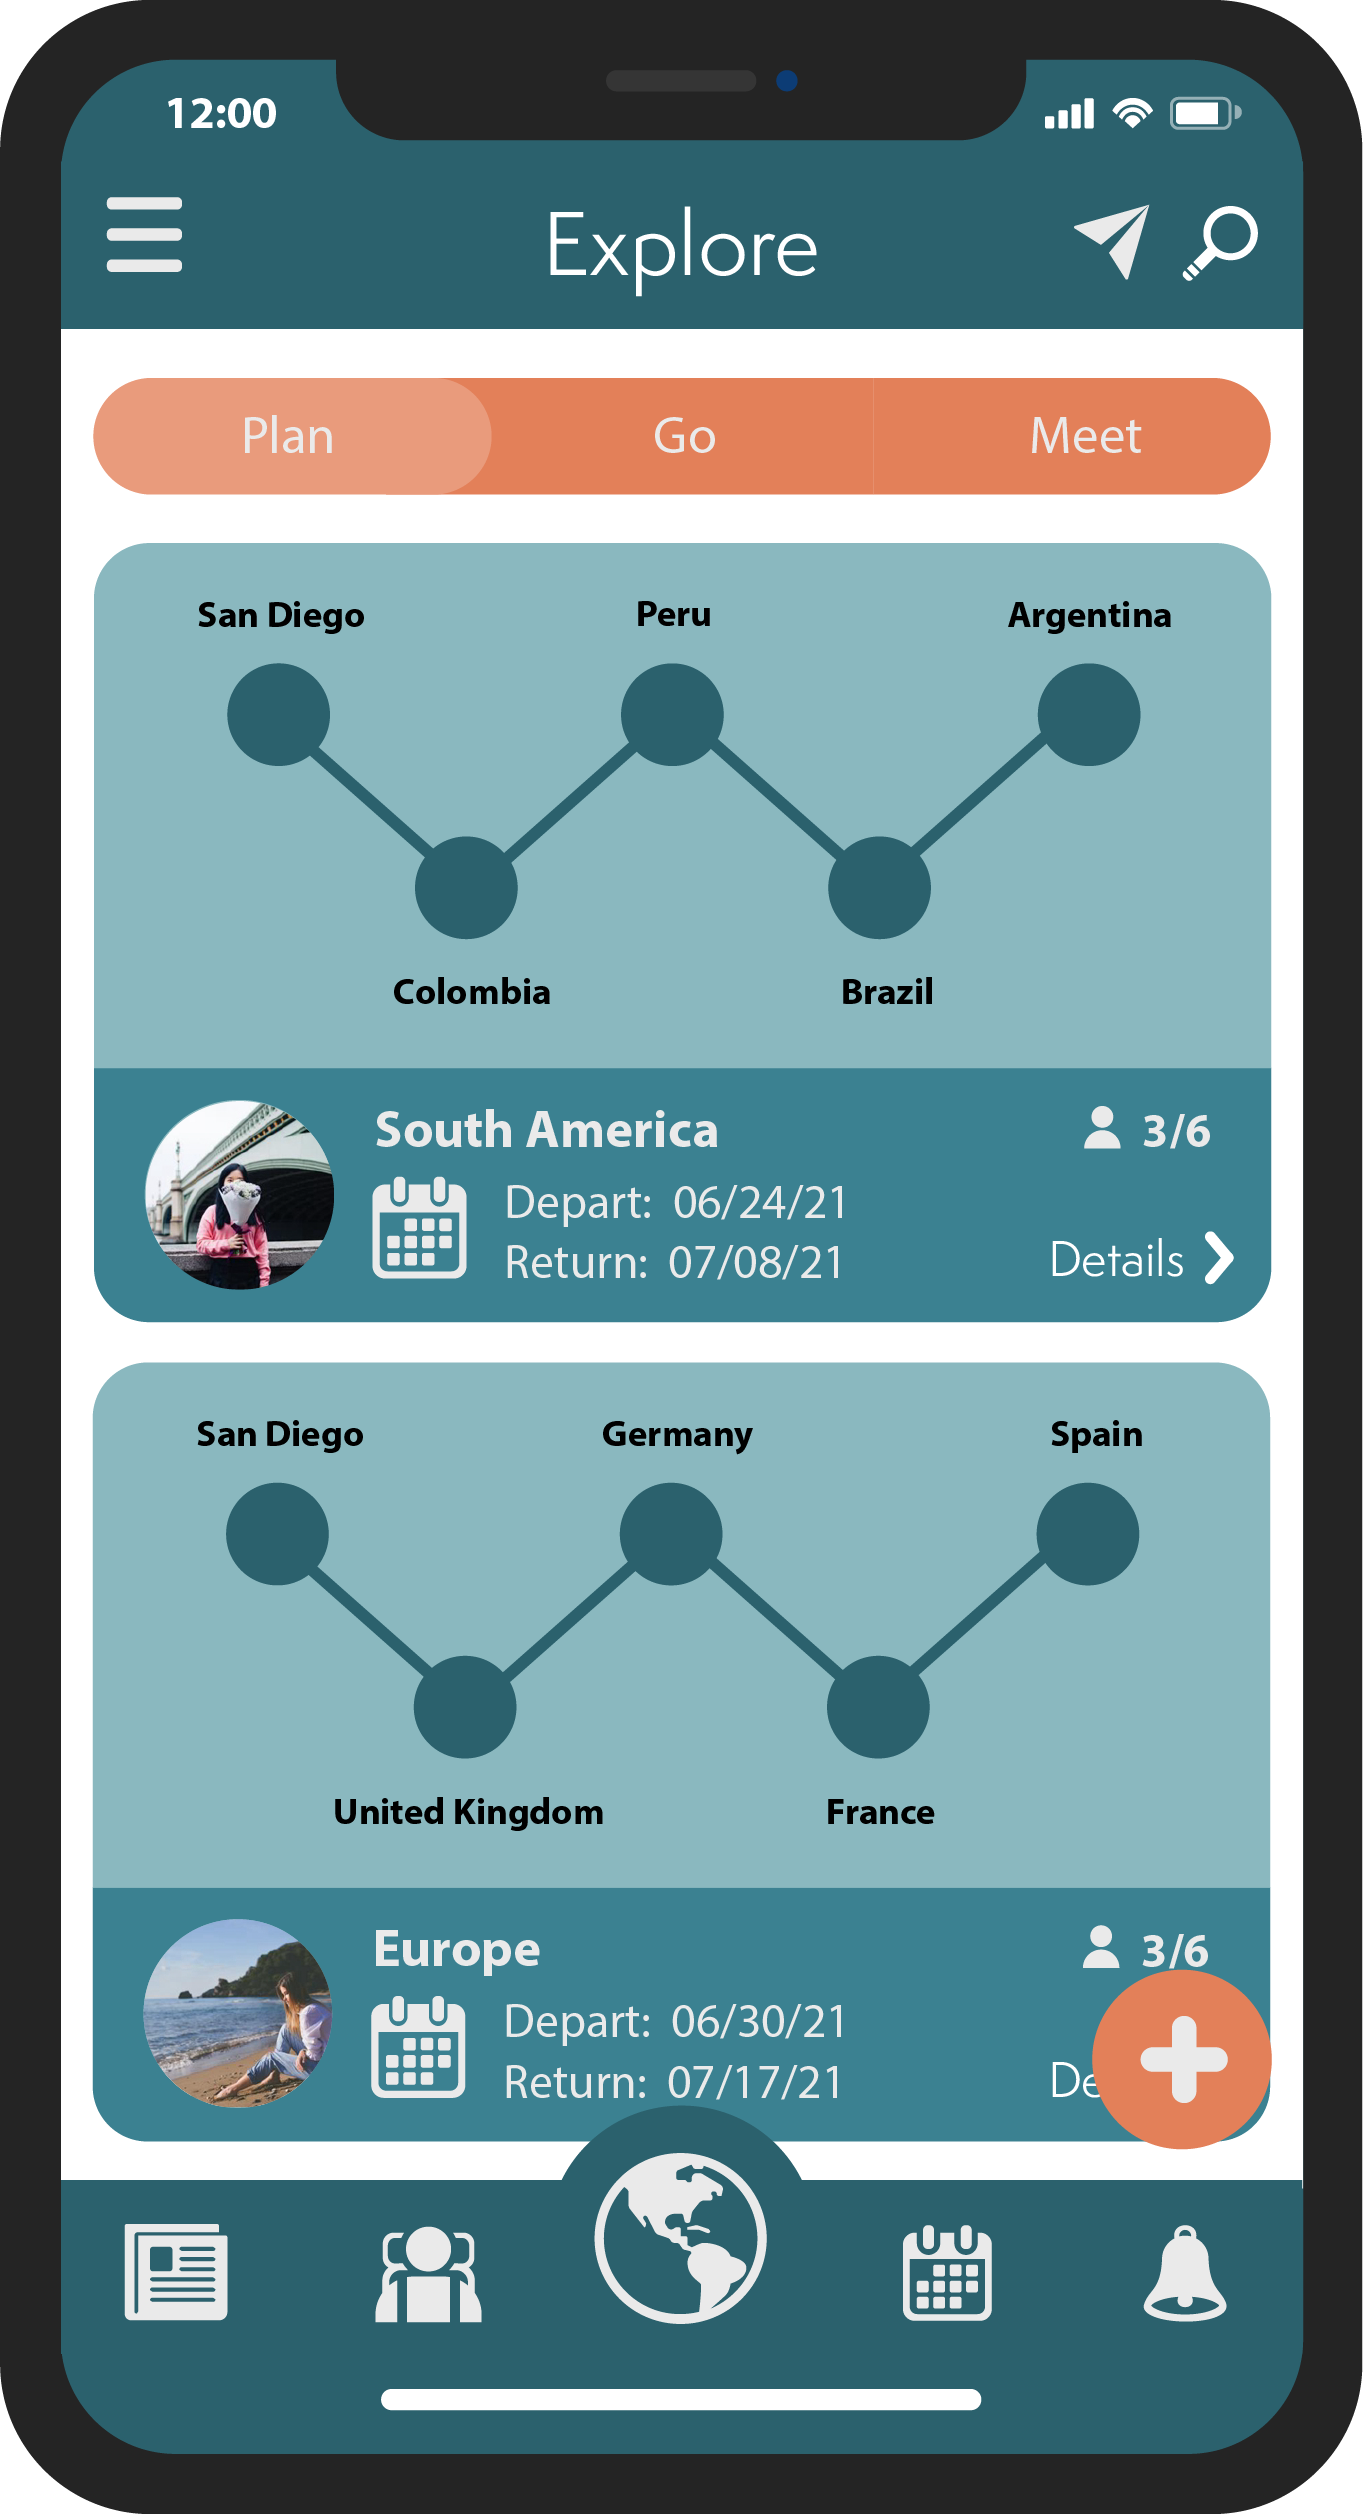 12:00
Explore
Plan
Go
Meet
San Diego
Peru
Argentina
Colombia
Brazil
South America
3/6
Depart: 06/24/21
Return: 07/08/21
Details
San Diego
Germany
Spain
United Kingdom
France
Europe
3/6
Depart: 06/30/21
Return: 07/17/21
De